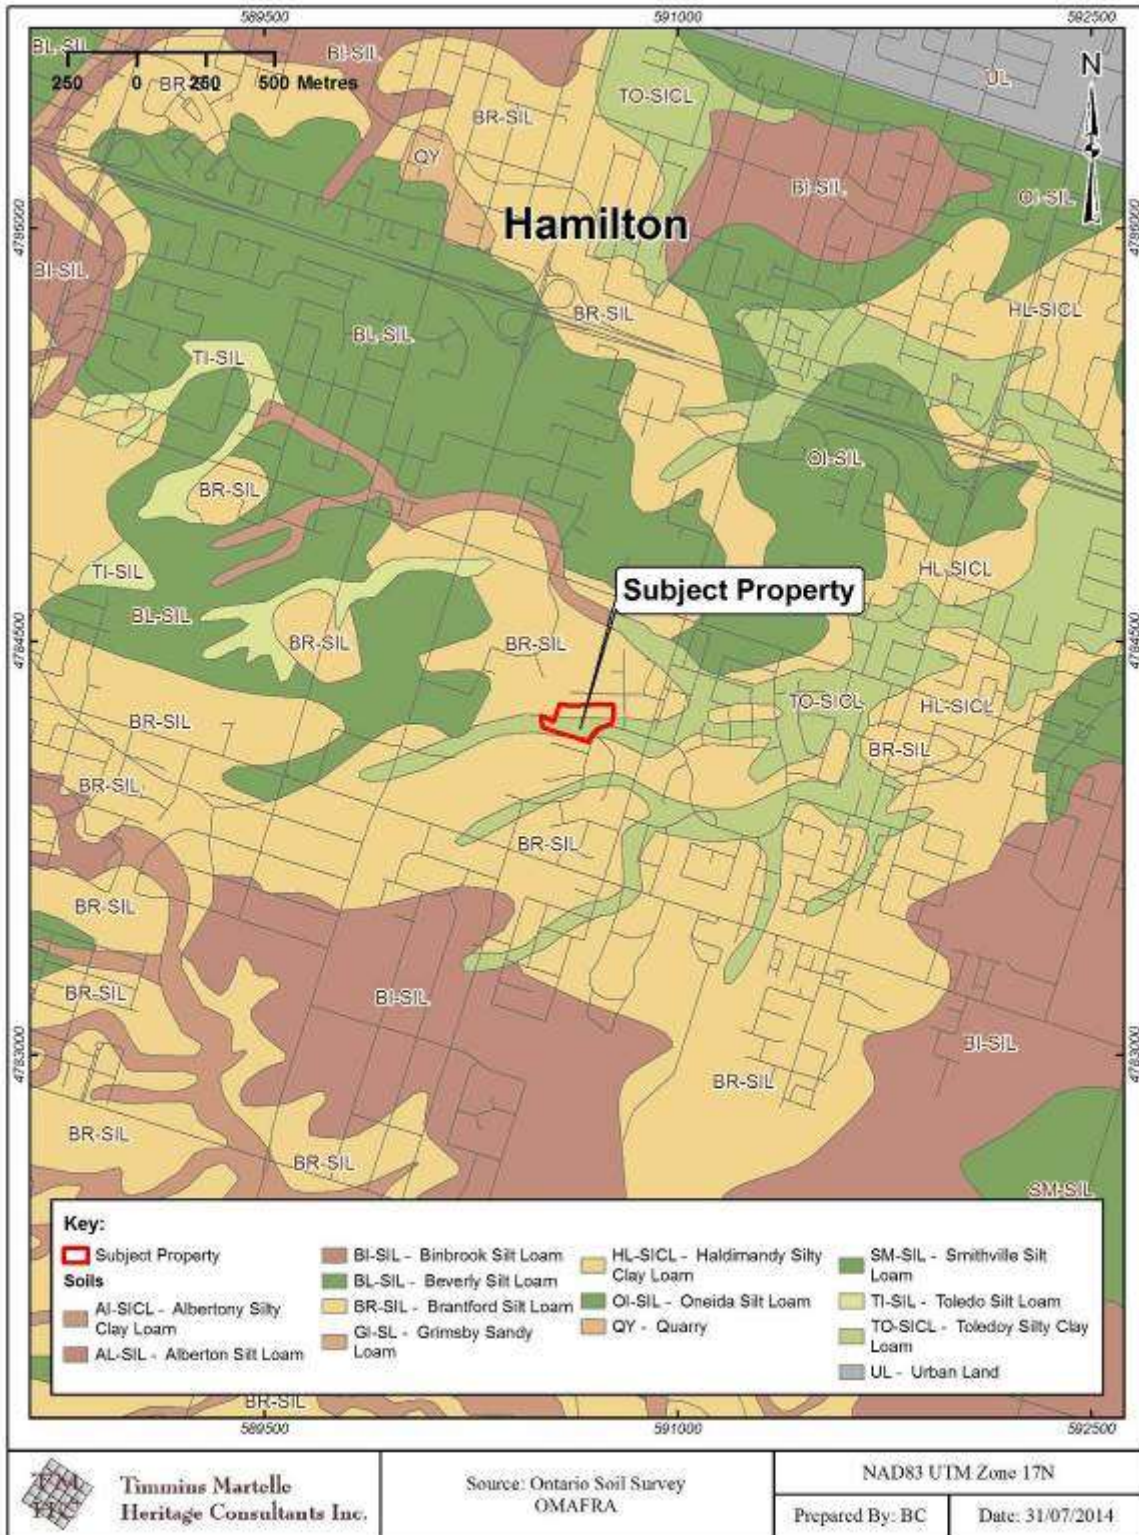 589500
591000
592500
BL-SIL
BI-SIL
UL
N
250 0 250 500 Metres
BR-SIL
TO-SICL
BR-SIL
QY
BI-SIL
OI-SIL
Hamilton
4786000
4786000
BI-SIL
HL-SICL
BR-SIL
BL-SIL
TI-SIL
OI-SIL
BR-SIL
TI-SIL
HL-SICL
Subject Property
BL-SIL
BR-SIL
BR-SIL
4784500
4784500
BR-SIL
TO-SICL
HL-SICL
BR-SIL
BR-SIL
BR-SIL
BR-SIL
BR-SIL
BI-SIL
BI-SIL
4783000
4783000
BR-SIL
BR-SIL
BR-SIL
SM-SIL
Key:
Subject Property
Soils
AI-SICL - Albertony Silty
Clay Loam
AL-SIL - Alberton Silt Loam
BI-SIL - Binbrook Silt Loam
BL-SIL - Beverly Silt Loam
BR-SIL - Brantford Silt Loam
GI-SL - Grimsby Sandy
Loam
HL-SICL - Haldimandy Silty
Clay Loam
OI-SIL - Oneida Silt Loam
QY - Quarry
SM-SIL - Smithville Silt
Loam
TI-SIL - Toledo Silt Loam
TO-SICL - Toledoy Silty Clay
Loam
UL - Urban Land
BR-SIL
589500
591000
592500
Timmins Martelle
Heritage Consultants Inc.
Source: Ontario Soil Survey
OMAFRA
NAD83 UTM Zone 17N
Prepared By: BC
Date: 31/07/2014